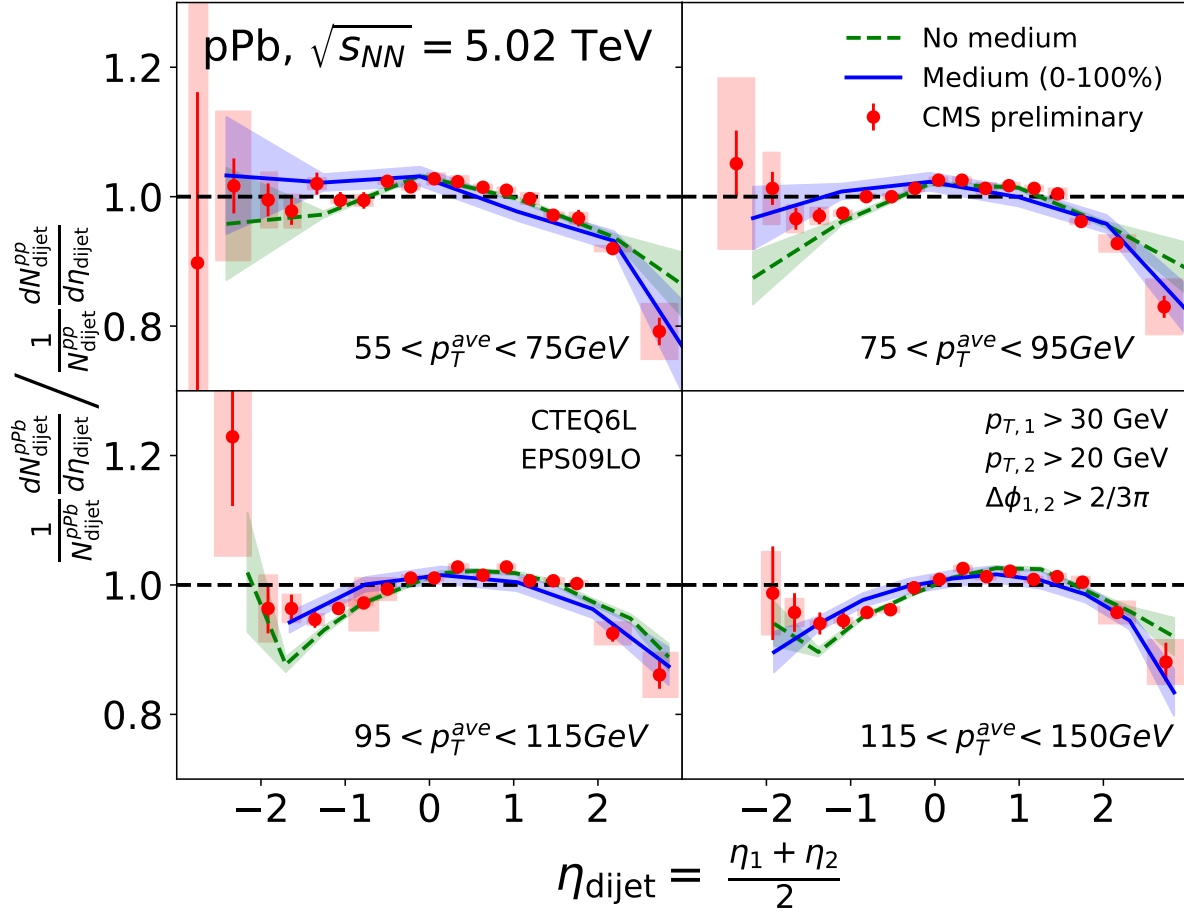 pPb, √s_NN = 5.02 TeV
No medium
Medium (0-100%)
CMS preliminary
1.2
1.0
0.8
55 < p_T^ave < 75GeV
75 < p_T^ave < 95GeV
1/N_dijet^pPb dN_dijet^pPb/dη_dijet / 1/N_dijet^pp dN_dijet^pp/dη_dijet
CTEQ6L
EPS09LO
p_T,1 > 30 GeV
p_T,2 > 20 GeV
Δϕ_1,2 > 2/3π
1.2
1.0
0.8
95 < p_T^ave < 115GeV
115 < p_T^ave < 150GeV
−2 −1 0 1 2 −2 −1 0 1 2
η_dijet = (η_1 + η_2)/2